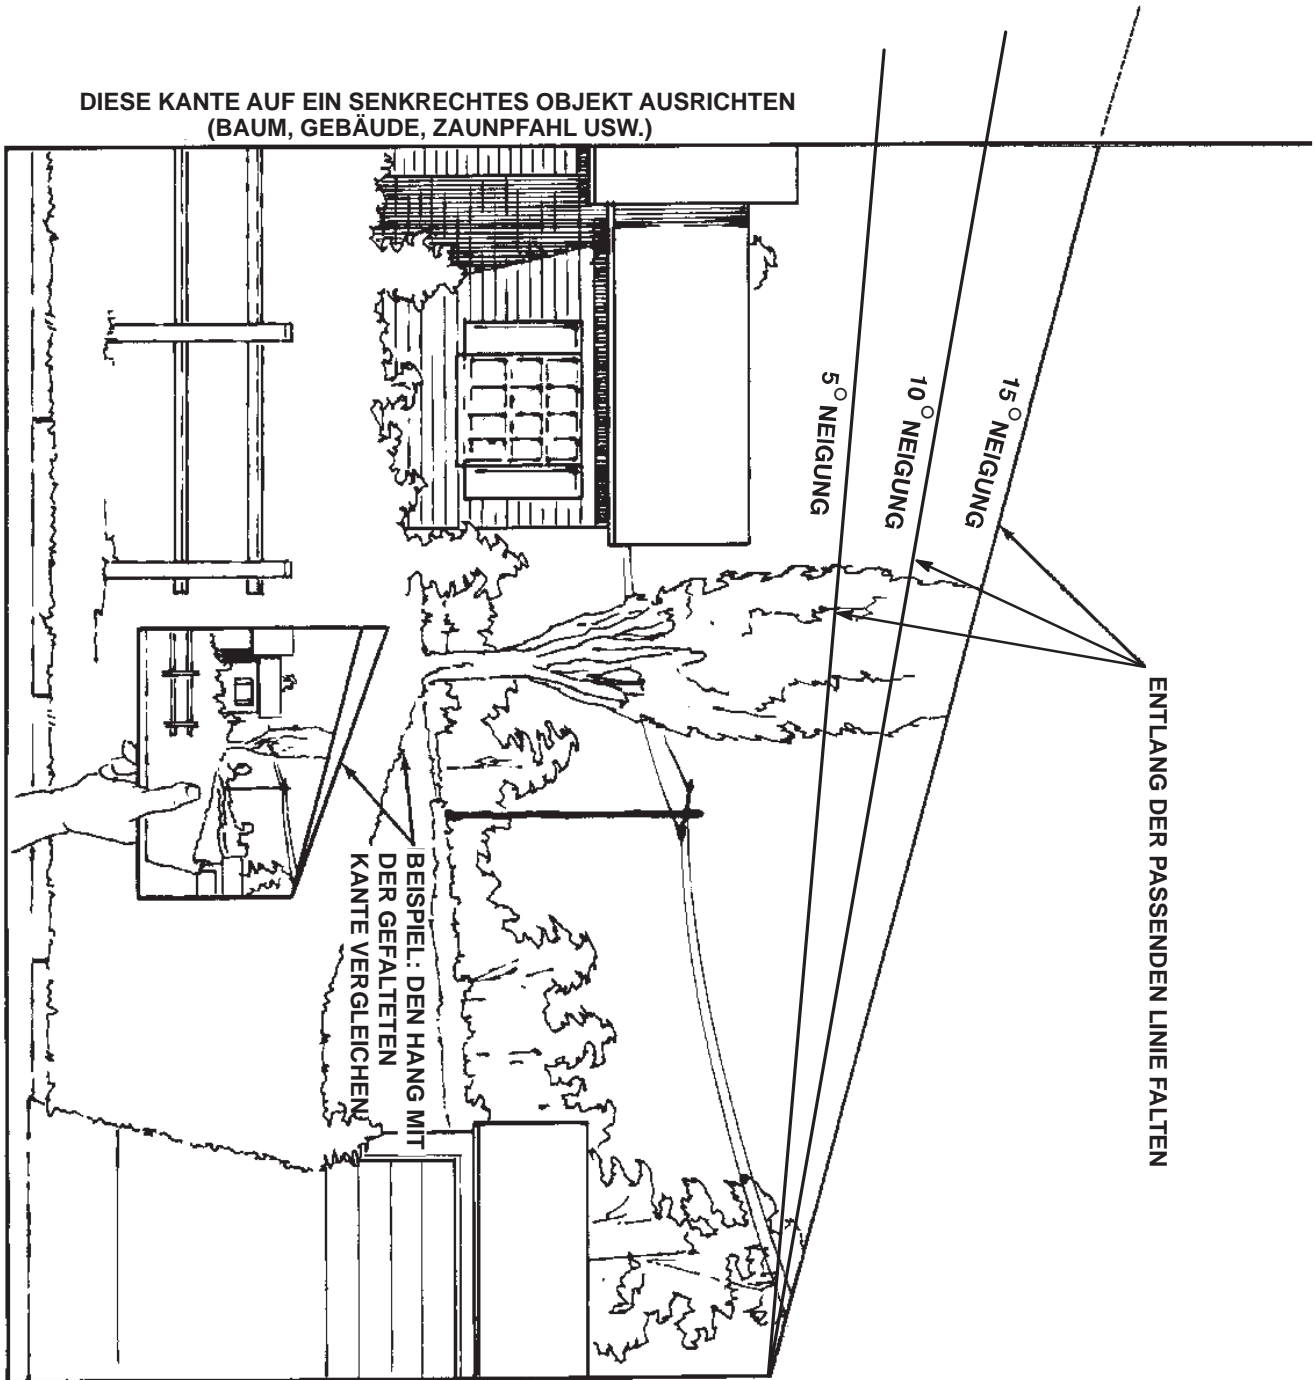 DIESE KANTE AUF EIN SENKRECHTES OBJEKT AUSRICHTEN
(BAUM, GEBÄUDE, ZAUNPFAHL USW.)
15° NEIGUNG
10° NEIGUNG
5° NEIGUNG
ENTLANG DER PASSENDEN LINIE FALTEN
BEISPIEL: DEN HANG MIT
DER GEFALTETEN
KANTE VERGLEICHEN